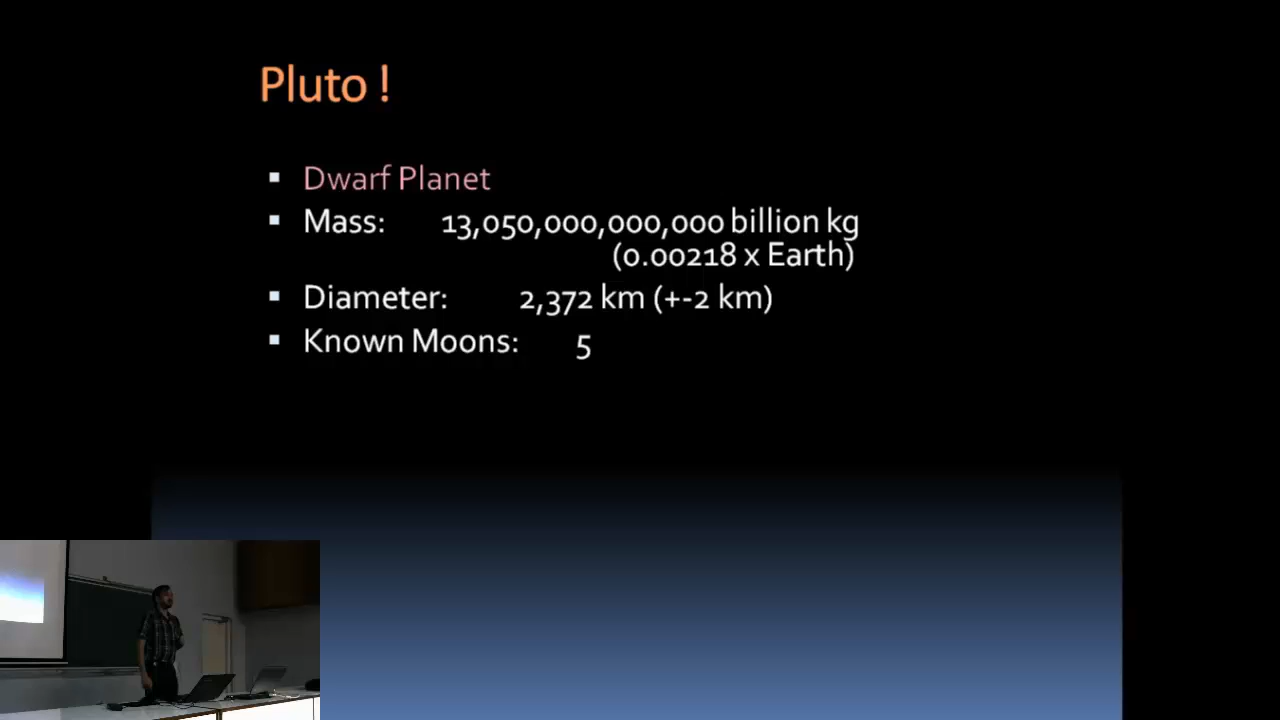 Pluto !
▪ Dwarf Planet
▪ Mass: 13,050,000,000,000 billion kg
(0.00218 x Earth)
▪ Diameter: 2,372 km (+-2 km)
▪ Known Moons: 5